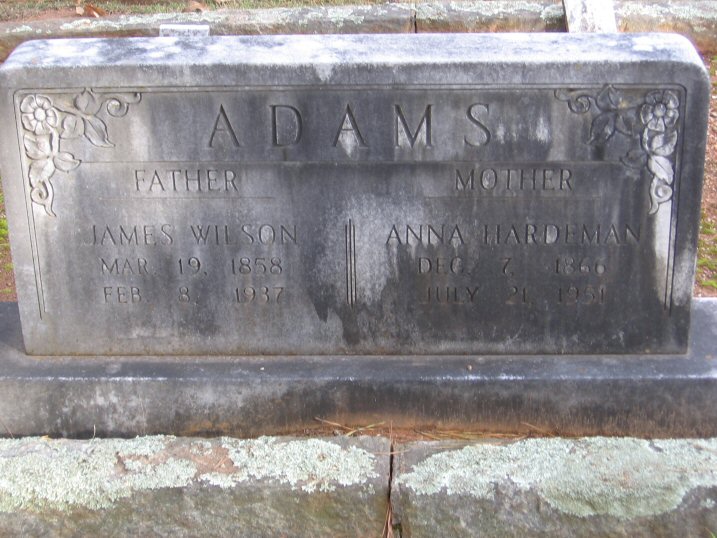 ADAMS
FATHER
JAMES WILSON
MAR. 19, 1858
FEB. 8, 1937
MOTHER
ANNA HARDEMAN
DEC. 7, 1866
JULY 21, 1951